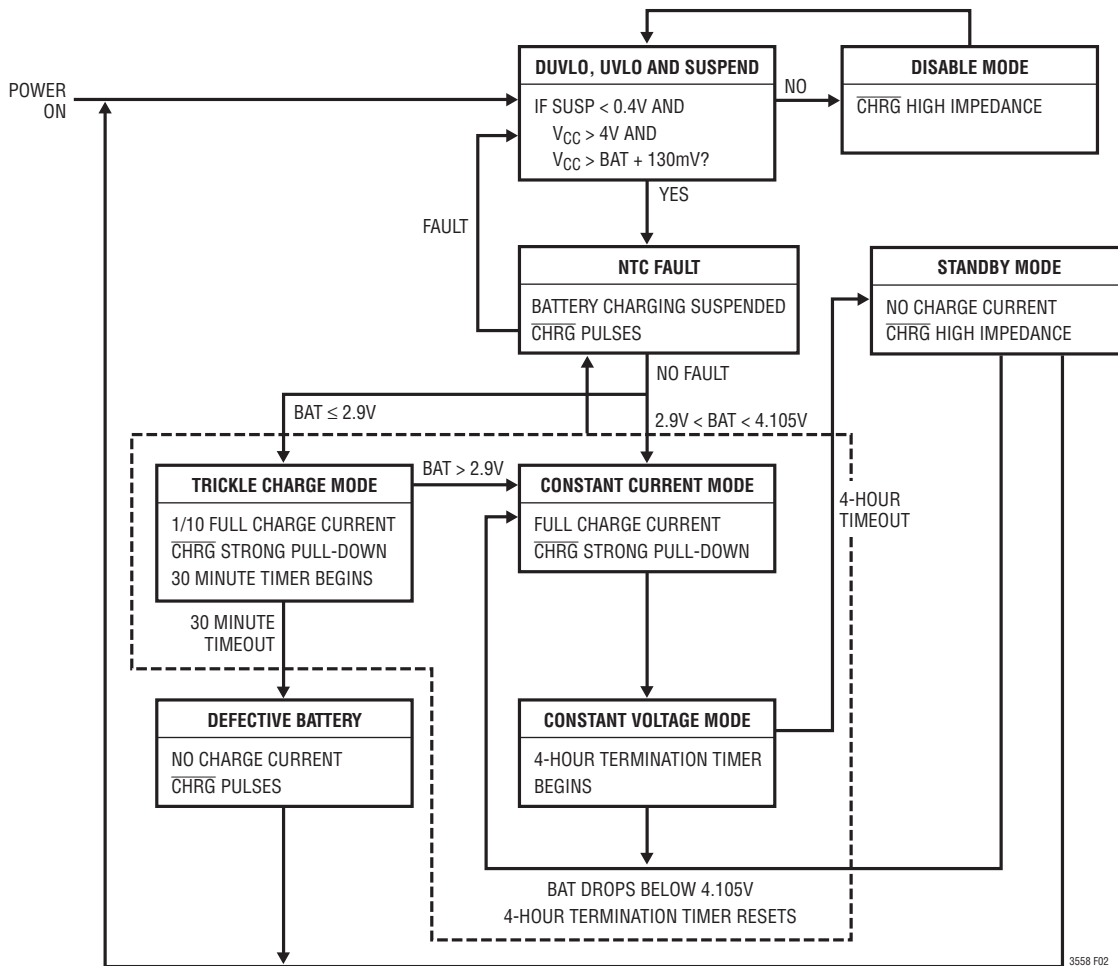 POWER
ON
DUVLO, UVLO AND SUSPEND
IF SUSP < 0.4V AND
VCC > 4V AND
VCC > BAT + 130mV?
NO
DISABLE MODE
CHRG HIGH IMPEDANCE
YES
FAULT
NTC FAULT
BATTERY CHARGING SUSPENDED
CHRG PULSES
STANDBY MODE
NO CHARGE CURRENT
CHRG HIGH IMPEDANCE
NO FAULT
BAT ≤ 2.9V
2.9V < BAT < 4.105V
TRICKLE CHARGE MODE
1/10 FULL CHARGE CURRENT
CHRG STRONG PULL-DOWN
30 MINUTE TIMER BEGINS
BAT > 2.9V
CONSTANT CURRENT MODE
FULL CHARGE CURRENT
CHRG STRONG PULL-DOWN
4-HOUR
TIMEOUT
30 MINUTE
TIMEOUT
DEFECTIVE BATTERY
NO CHARGE CURRENT
CHRG PULSES
CONSTANT VOLTAGE MODE
4-HOUR TERMINATION TIMER
BEGINS
BAT DROPS BELOW 4.105V
4-HOUR TERMINATION TIMER RESETS
3558 F02